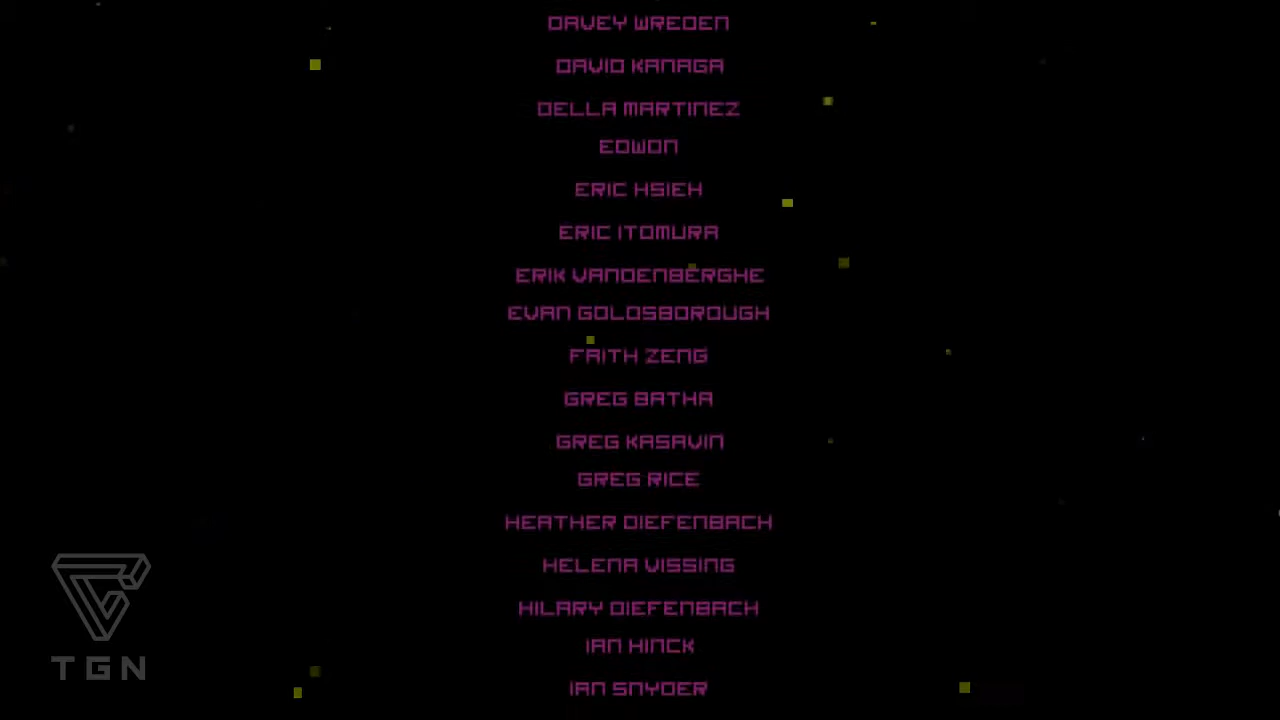 DAVEY WREDEN
DAVID KANAGA
DELLA MARTINEZ
EDWON
ERIC HSIEH
ERIC ITOMURA
ERIK VANDENBERGHE
EVAN GOLDSBOROUGH
FAITH ZENG
GREG BATHA
GREG KASAVIN
GREG RICE
HEATHER DIEFENBACH
HELENA VISSING
HILARY DIEFENBACH
IAN HINCK
IAN SNYDER
TGN